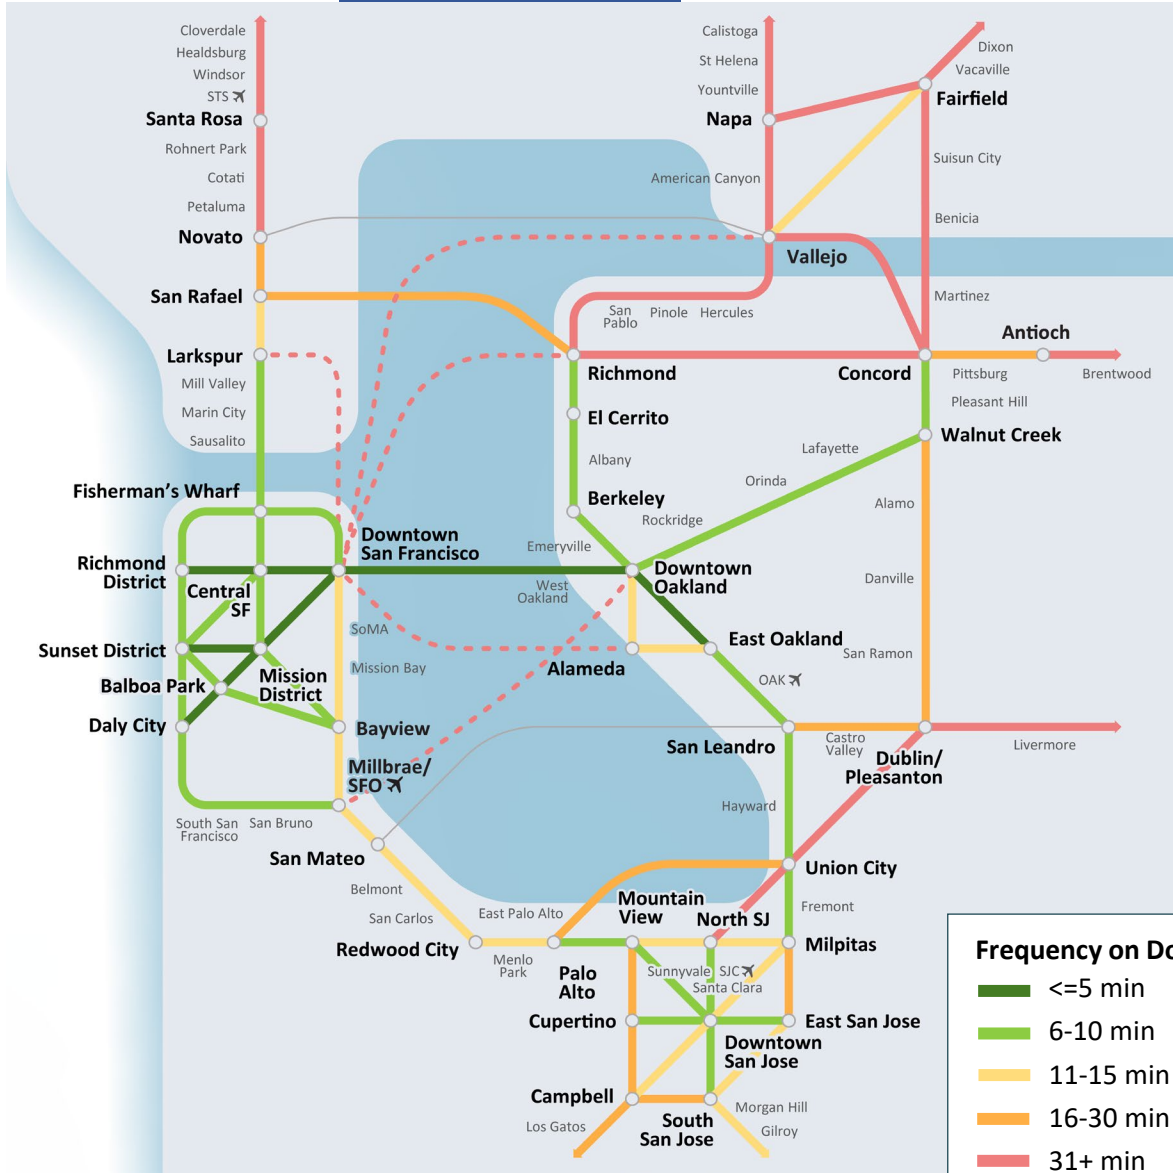 Cloverdale
Healdsburg
Windsor
STS
Santa Rosa
Rohnert Park
Cotati
Petaluma
Novato
San Rafael
Larkspur
Mill Valley
Marin City
Sausalito
Fisherman's Wharf
Calistoga
St Helena
Yountville
Napa
American Canyon
Vallejo
Dixon
Vacaville
Fairfield
Suisun City
Benicia
Martinez
San
Pablo
Pinole
Hercules
Richmond
Concord
Antioch
Pittsburg
Brentwood
Pleasant Hill
Walnut Creek
El Cerrito
Albany
Berkeley
Lafayette
Orinda
Rockridge
Emeryville
Alamo
Danville
San Ramon
Downtown
San Francisco
Richmond
District
Central
SF
West
Oakland
Downtown
Oakland
SoMA
Sunset District
Mission Bay
Mission
District
Balboa Park
Daly City
Bayview
Alameda
East Oakland
OAK
San Leandro
Castro
Valley
Dublin/
Pleasanton
Livermore
Millbrae/
SFO
South San
Francisco
San Bruno
San Mateo
Hayward
Union City
Belmont
San Carlos
East Palo Alto
Redwood City
Menlo
Park
Palo
Alto
Mountain
View
North SJ
Fremont
Milpitas
Sunnyvale
SJC
Santa Clara
Cupertino
East San Jose
Downtown
San Jose
Campbell
Los Gatos
South
San Jose
Morgan Hill
Gilroy
Frequency on Do
<=5 min
6-10 min
11-15 min
16-30 min
31+ min